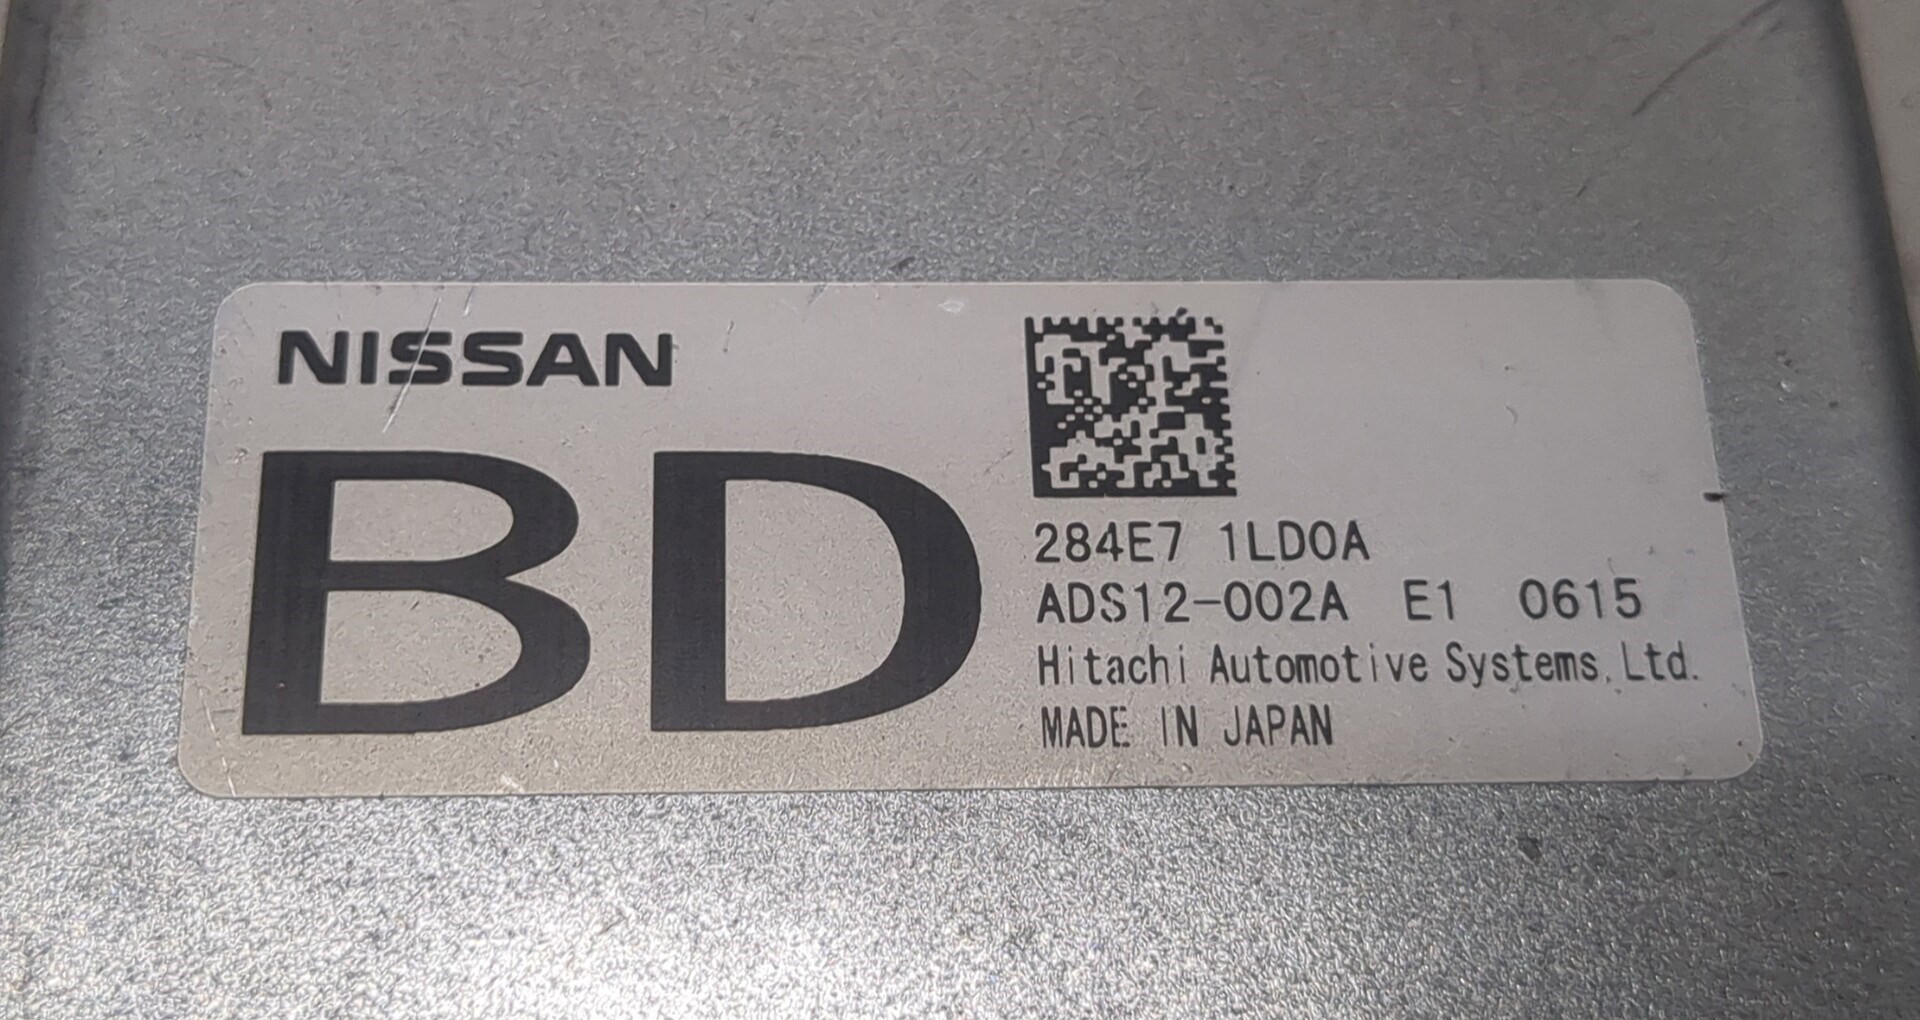 NISSAN
BD
284E7 1LD0A
ADS12-002A E1 0615
Hitachi Automotive Systems,Ltd.
MADE IN JAPAN